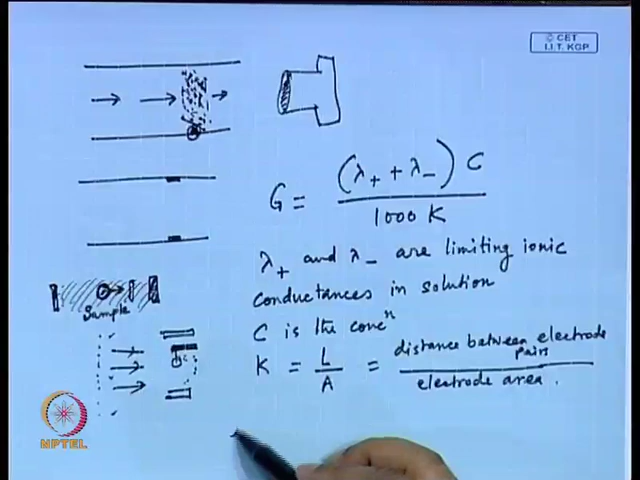 © CET
I.I.T. KGP
G = (λ+ + λ−) C / 1000 K
λ+ and λ− are limiting ionic
conductances in solution
C is the concⁿ
K = L / A = distance between electrode pairs / electrode area.
Sample
C
NPTEL